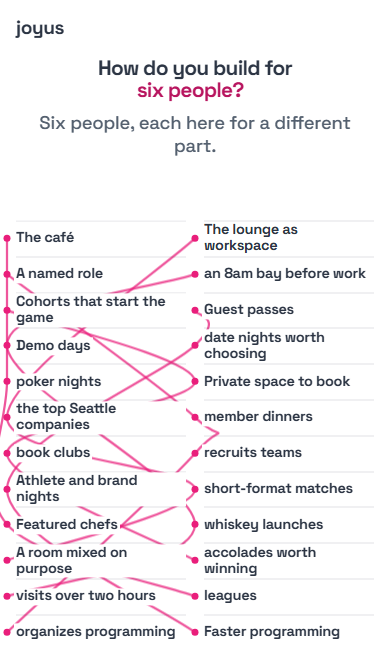 joyus
How do you build for
six people?
Six people, each here for a different
part.
The café
The lounge as
workspace
A named role
an 8am bay before work
Cohorts that start the
game
Guest passes
Demo days
date nights worth
choosing
poker nights
Private space to book
the top Seattle
companies
member dinners
book clubs
recruits teams
Athlete and brand
nights
short-format matches
Featured chefs
whiskey launches
A room mixed on
purpose
accolades worth
winning
visits over two hours
leagues
organizes programming
Faster programming